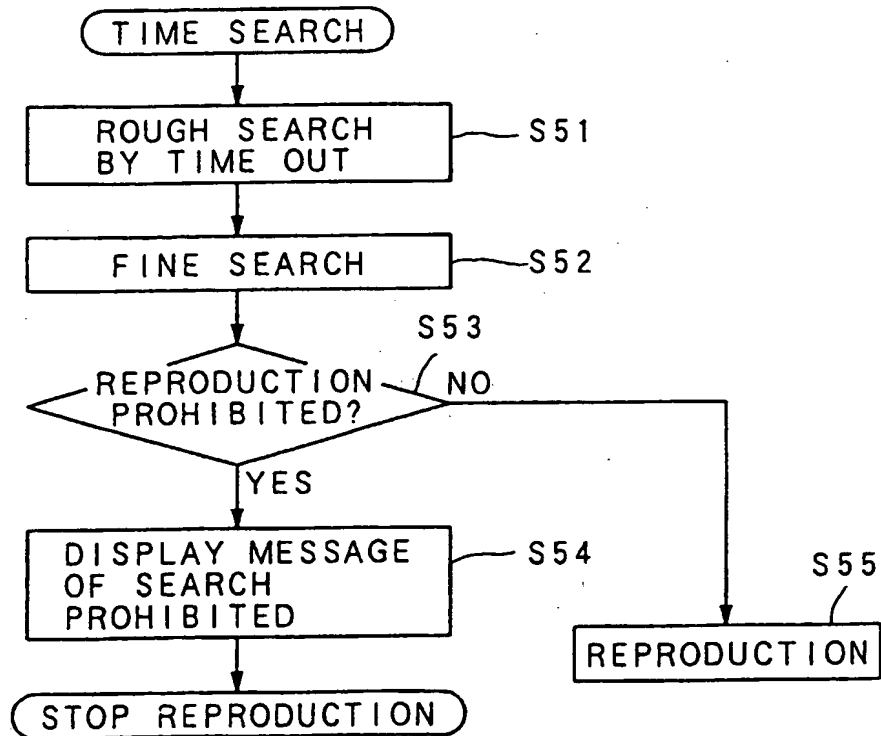 TIME SEARCH
ROUGH SEARCH
BY TIME OUT
S51
FINE SEARCH
S52
S53
REPRODUCTION
PROHIBITED?
NO
YES
DISPLAY MESSAGE
OF SEARCH
PROHIBITED
S54
S55
REPRODUCTION
STOP REPRODUCTION